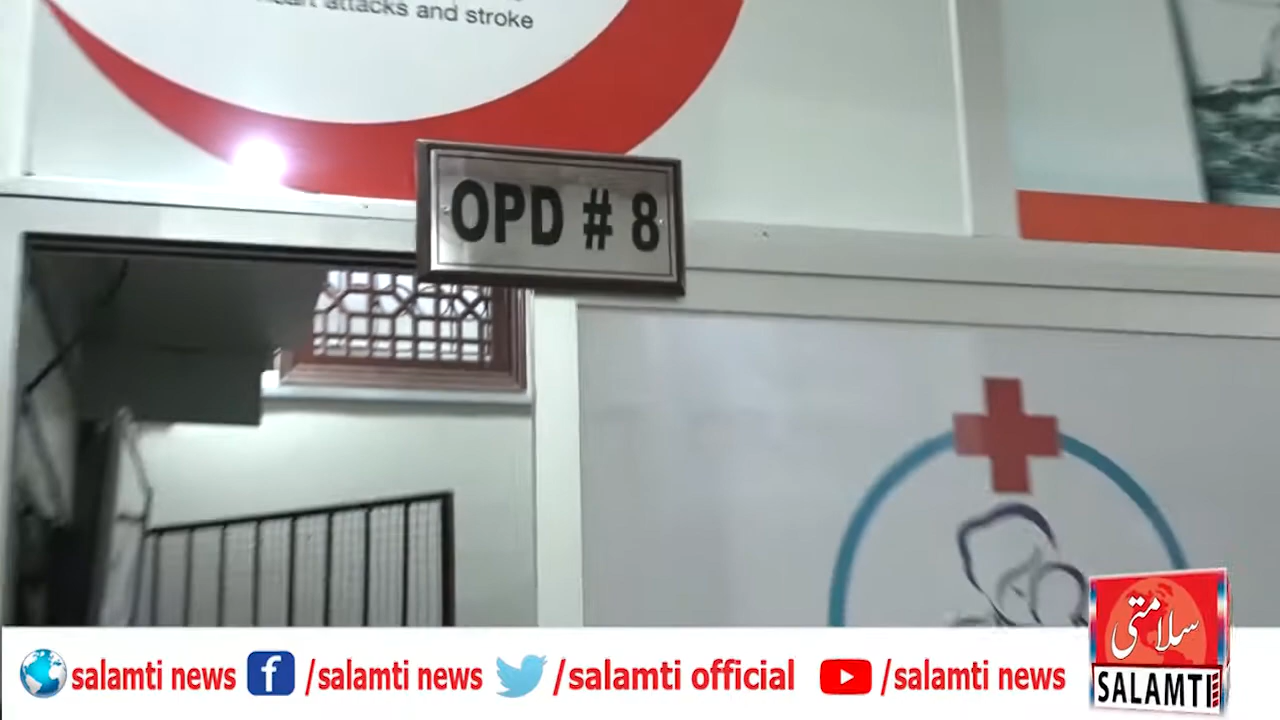 attacks and stroke
OPD # 8
salamti news
/salamti news
/salamti official
/salamti news
سلامتی
SALAMTI